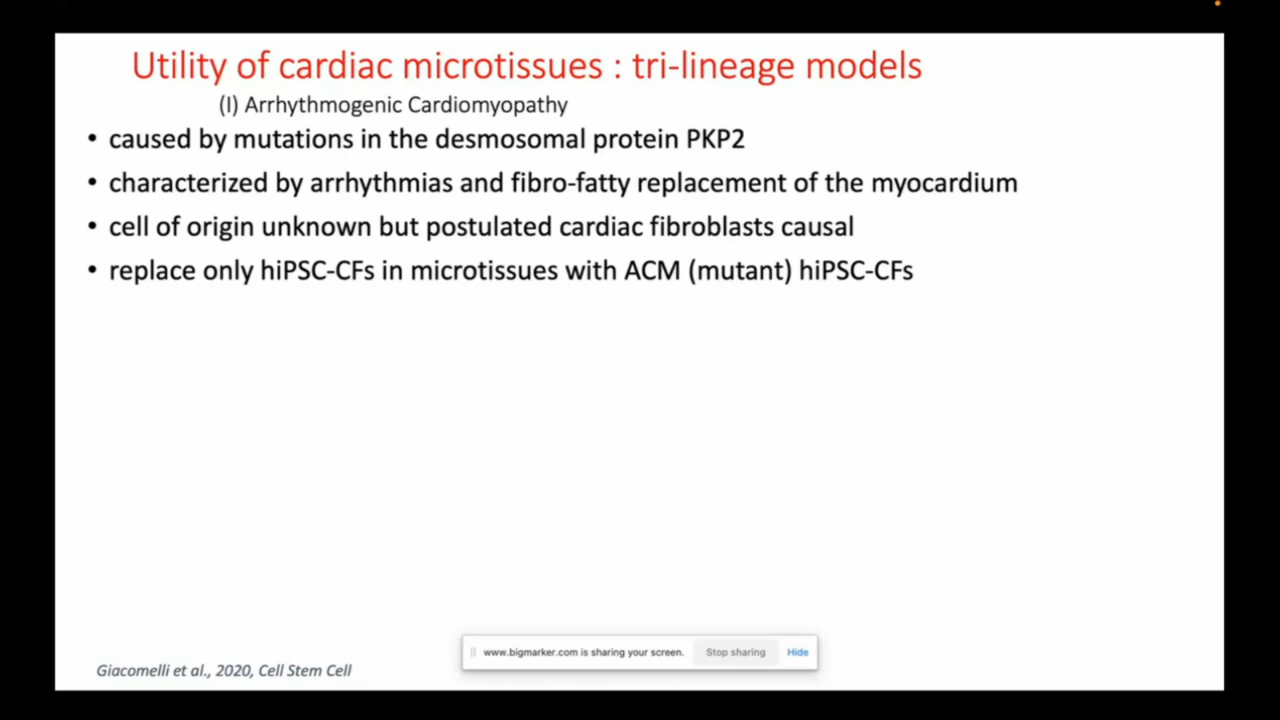 Utility of cardiac microtissues : tri-lineage models
(I) Arrhythmogenic Cardiomyopathy
• caused by mutations in the desmosomal protein PKP2
• characterized by arrhythmias and fibro-fatty replacement of the myocardium
• cell of origin unknown but postulated cardiac fibroblasts causal
• replace only hiPSC-CFs in microtissues with ACM (mutant) hiPSC-CFs
www.bigmarker.com is sharing your screen. Stop sharing Hide
Giacomelli et al., 2020, Cell Stem Cell